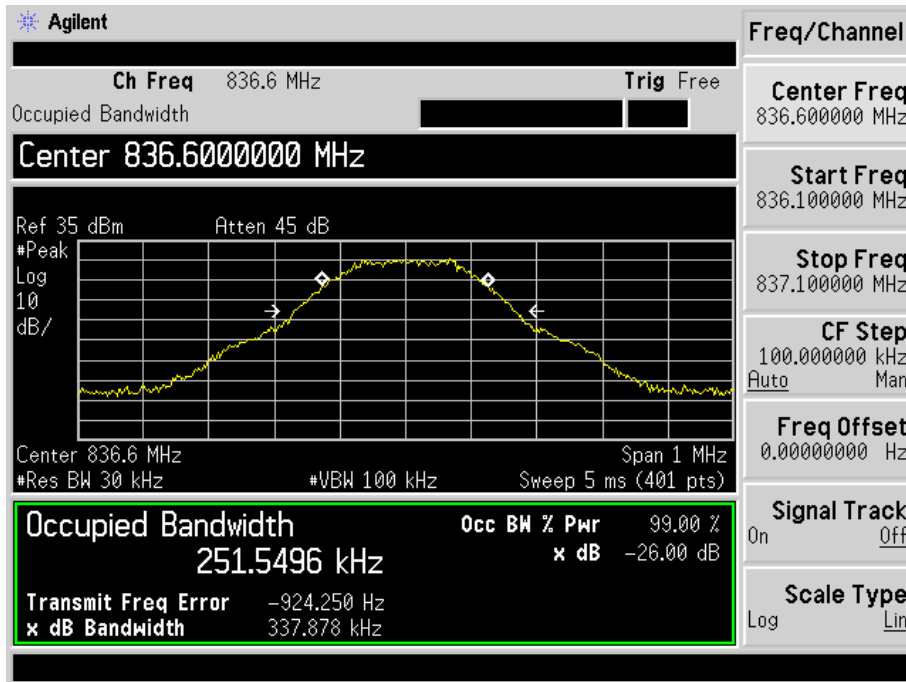 Agilent
Freq/Channel
Ch Freq 836.6 MHz Trig Free
Occupied Bandwidth
Center 836.6000000 MHz
Ref 35 dBm Atten 45 dB
#Peak
Log
10
dB/
Center 836.6 MHz Span 1 MHz
#Res BW 30 kHz #VBW 100 kHz Sweep 5 ms (401 pts)
Occupied Bandwidth
251.5496 kHz
Occ BW % Pwr 99.00 %
x dB -26.00 dB
Transmit Freq Error -924.250 Hz
x dB Bandwidth 337.878 kHz
Center Freq
836.600000 MHz
Start Freq
836.100000 MHz
Stop Freq
837.100000 MHz
CF Step
100.000000 kHz
Auto Man
Freq Offset
0.00000000 Hz
Signal Track
On Off
Scale Type
Log Lin